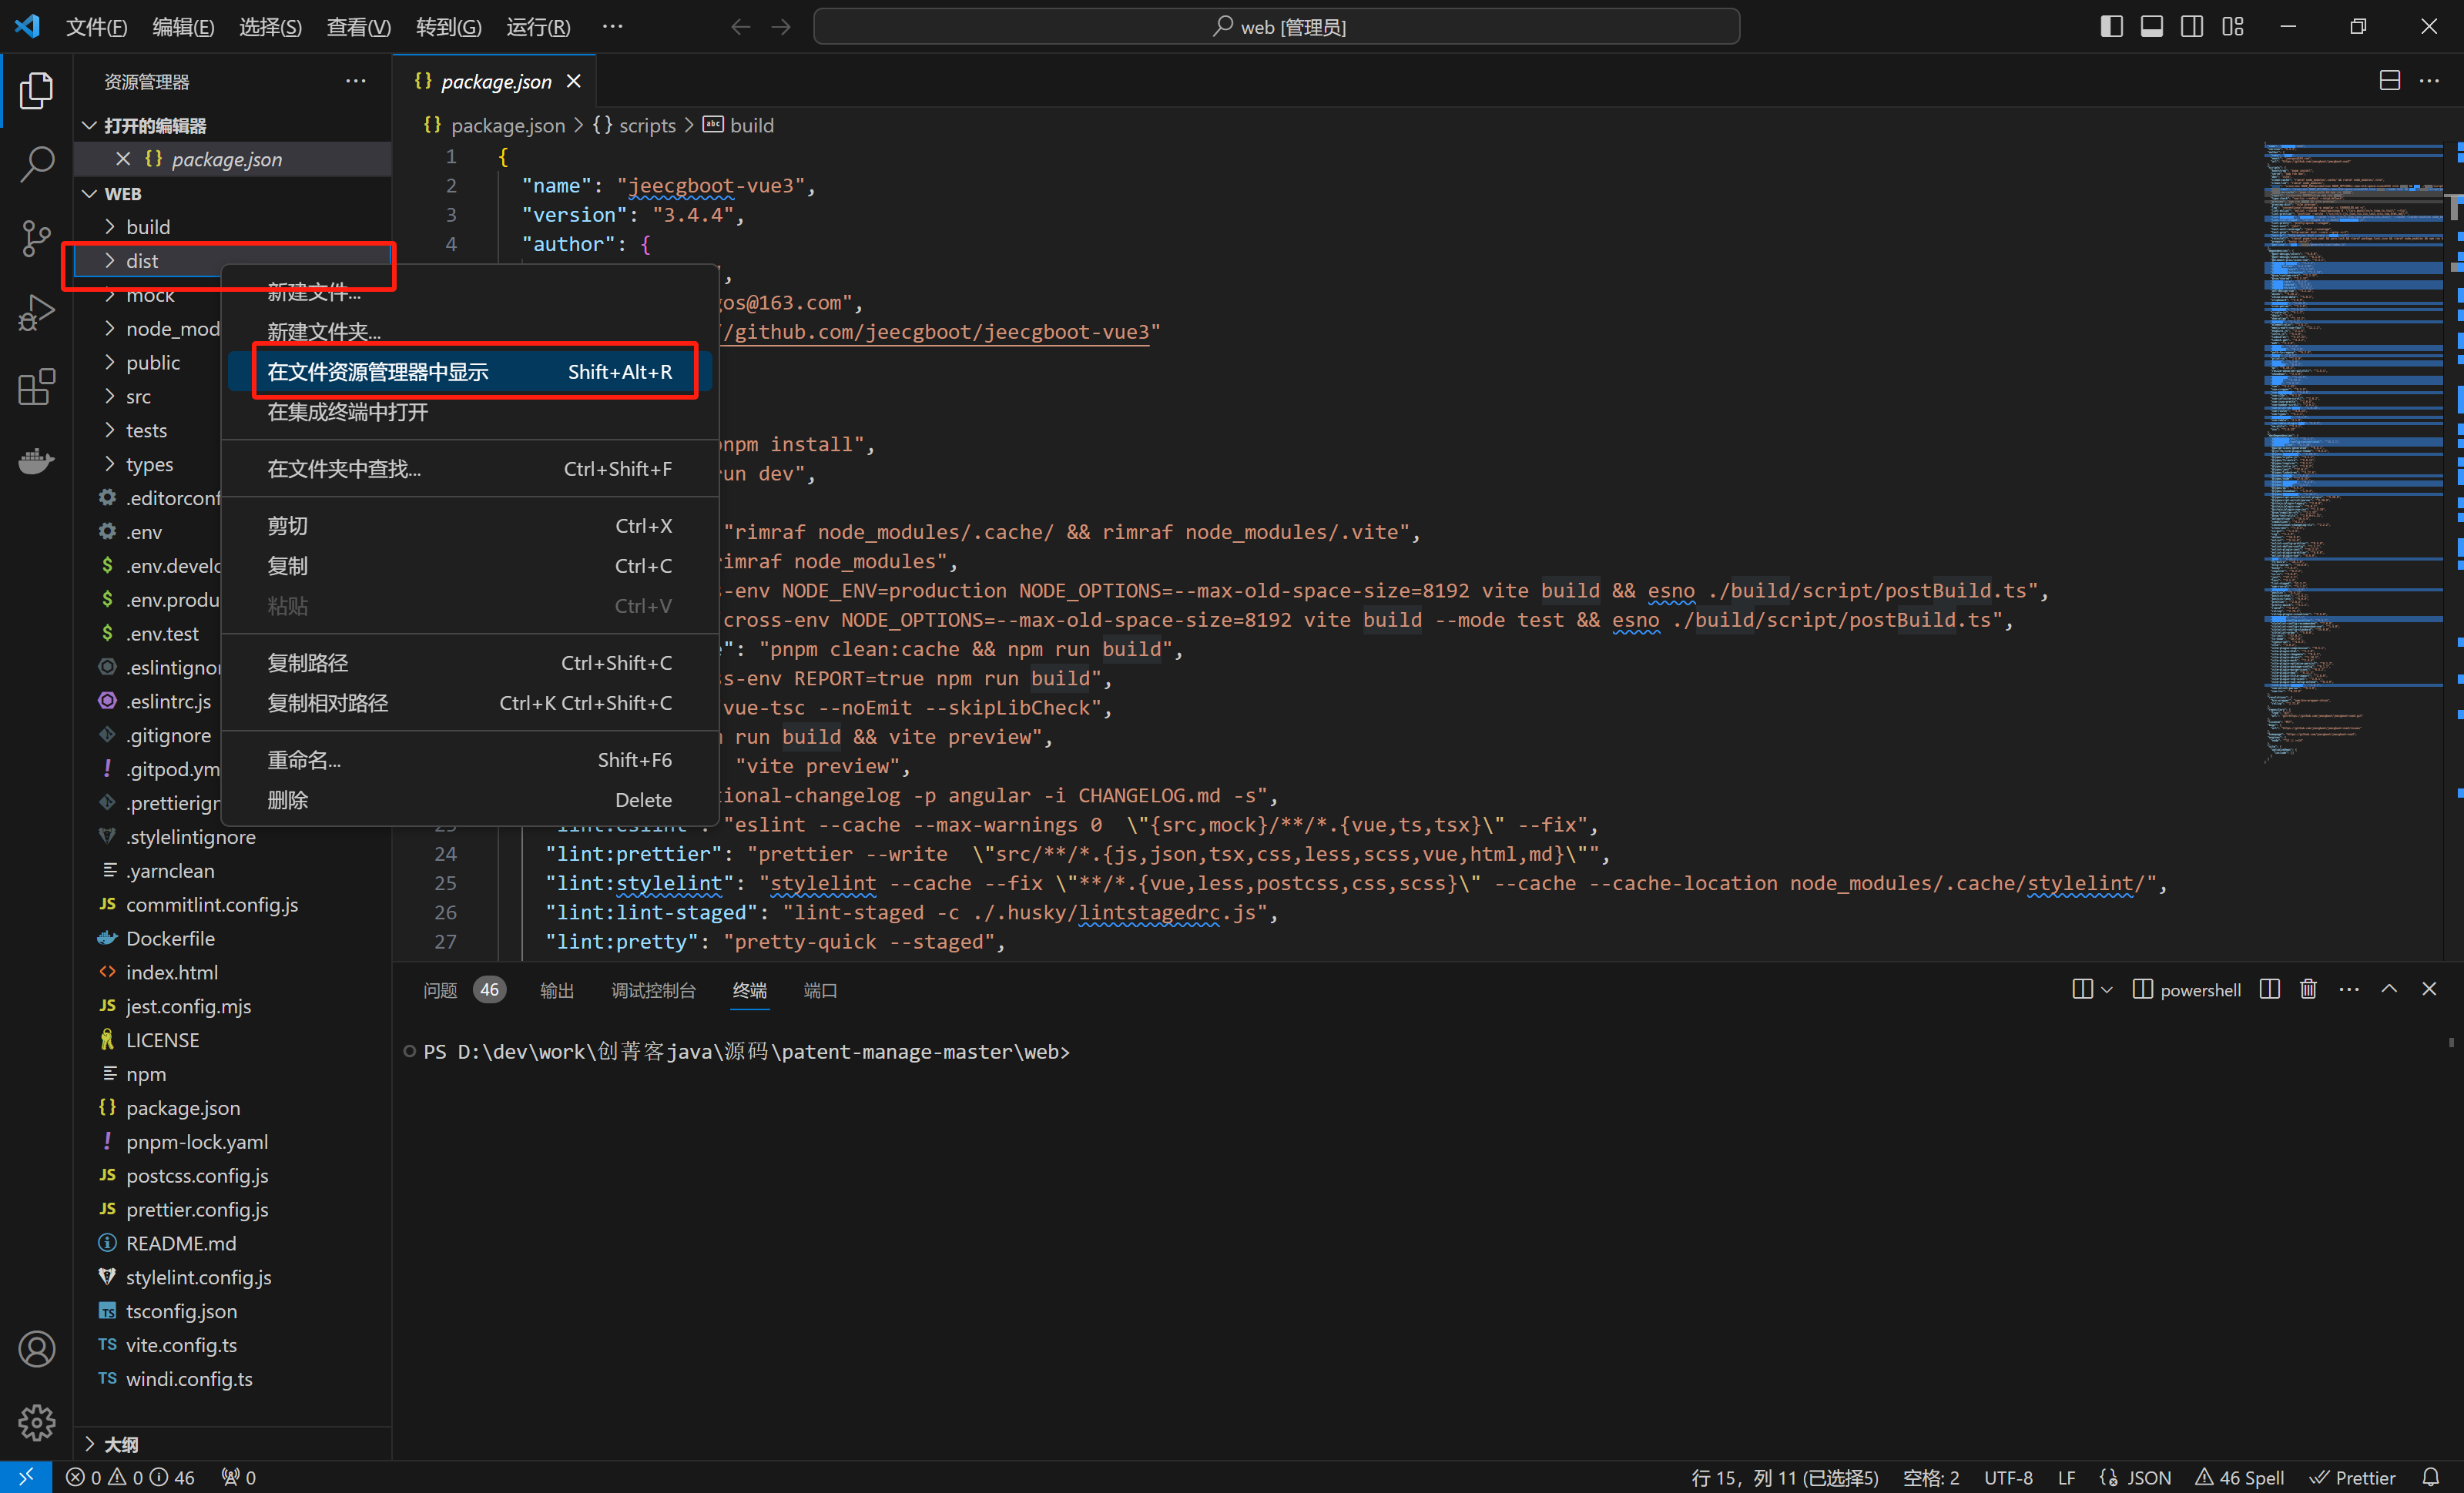 文件(F) 编辑(E) 选择(S) 查看(V) 转到(G) 运行(R) ··· web [管理员]
资源管理器 ···
打开的编辑器
package.json
WEB
build
dist
mock
node_mod
public
src
tests
types
.editorconf
.env
.env.develo
.env.produ
.env.test
.eslintignor
.eslintrc.js
.gitignore
.gitpod.ym
.prettierigr
.stylelintignore
.yarnclean
commitlint.config.js
Dockerfile
index.html
jest.config.mjs
LICENSE
npm
package.json
pnpm-lock.yaml
postcss.config.js
prettier.config.js
README.md
stylelint.config.js
tsconfig.json
vite.config.ts
windi.config.ts
大纲
新建文件...
新建文件夹...
在文件资源管理器中显示 Shift+Alt+R
在集成终端中打开
在文件夹中查找... Ctrl+Shift+F
剪切 Ctrl+X
复制 Ctrl+C
粘贴 Ctrl+V
复制路径 Ctrl+Shift+C
复制相对路径 Ctrl+K Ctrl+Shift+C
重命名... Shift+F6
删除 Delete
{} package.json
{} package.json > {} scripts > abc build
1 {
2 "name": "jeecgboot-vue3",
3 "version": "3.4.4",
4 "author": {
,
gos@163.com",
/github.com/jeecgboot/jeecgboot-vue3"
pnpm install",
un dev",
"rimraf node_modules/.cache/ && rimraf node_modules/.vite",
imraf node_modules",
s-env NODE_ENV=production NODE_OPTIONS=--max-old-space-size=8192 vite build && esno ./build/script/postBuild.ts",
cross-env NODE_OPTIONS=--max-old-space-size=8192 vite build --mode test && esno ./build/script/postBuild.ts",
": "pnpm clean:cache && npm run build",
s-env REPORT=true npm run build",
vue-tsc --noEmit --skipLibCheck",
run build && vite preview",
"vite preview",
tional-changelog -p angular -i CHANGELOG.md -s",
23 "lint:eslint": "eslint --cache --max-warnings 0  \"{src,mock}/**/*.{vue,ts,tsx}\" --fix",
24 "lint:prettier": "prettier --write  \"src/**/*.{js,json,tsx,css,less,scss,vue,html,md}\"",
25 "lint:stylelint": "stylelint --cache --fix \"**/*.{vue,less,postcss,css,scss}\" --cache --cache-location node_modules/.cache/stylelint/",
26 "lint:lint-staged": "lint-staged -c ./.husky/lintstagedrc.js",
27 "lint:pretty": "pretty-quick --staged",
问题 46 输出 调试控制台 终端 端口 powershell
PS D:\dev\work\创菁客java\源码\patent-manage-master\web>
0 0 46 0 行 15，列 11 (已选择5) 空格: 2 UTF-8 LF {} JSON 46 Spell Prettier